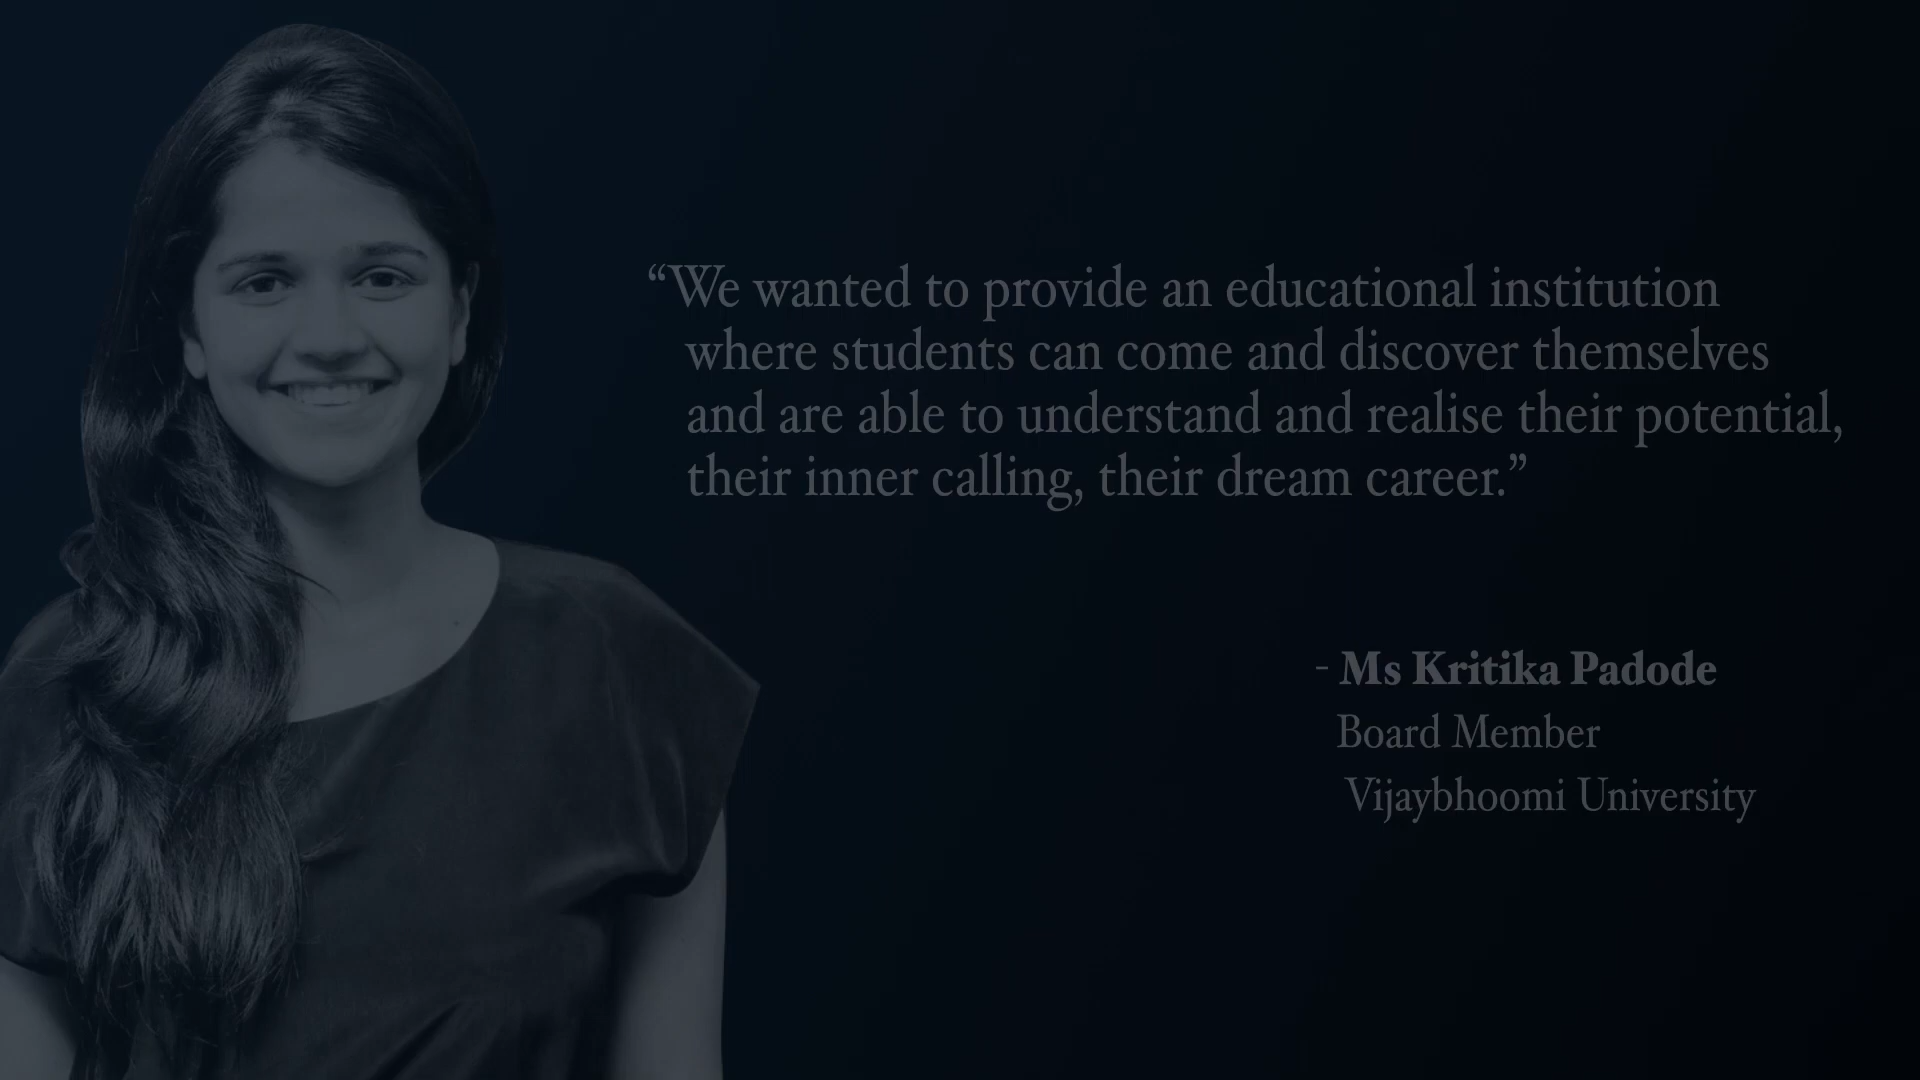 “We wanted to provide an educational institution
where students can come and discover themselves
and are able to understand and realise their potential,
their inner calling, their dream career.”
- Ms Kritika Padode
Board Member
Vijaybhoomi University